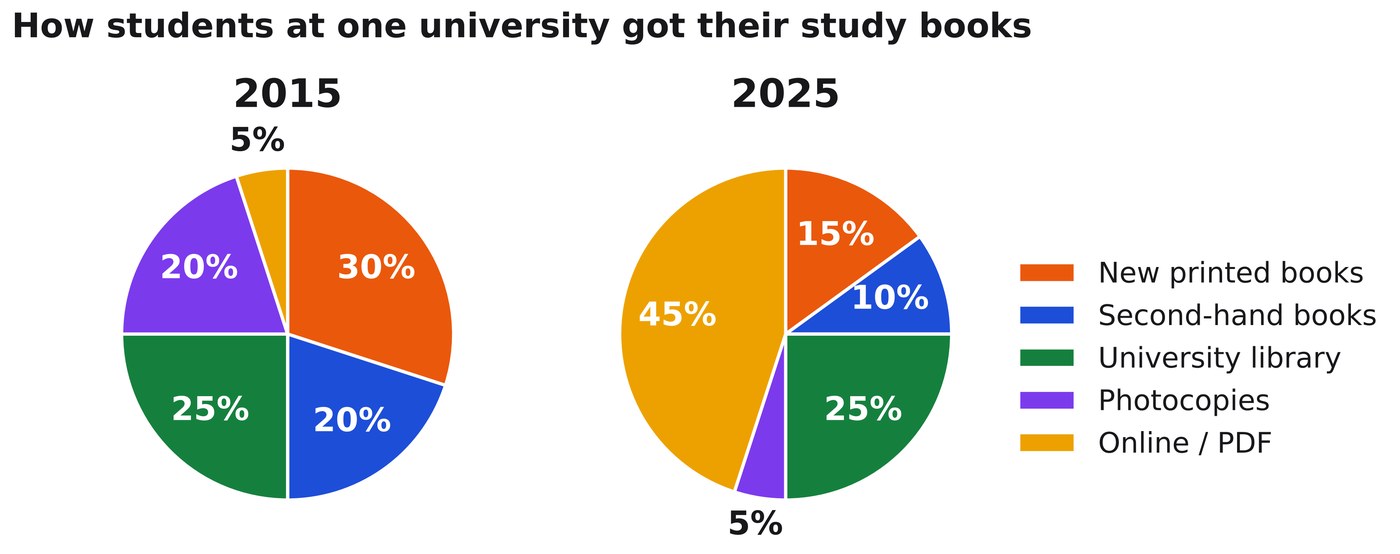 How students at one university got their study books
2015
5%
30%
20%
25%
20%
2025
15%
10%
45%
25%
5%
New printed books
Second-hand books
University library
Photocopies
Online / PDF